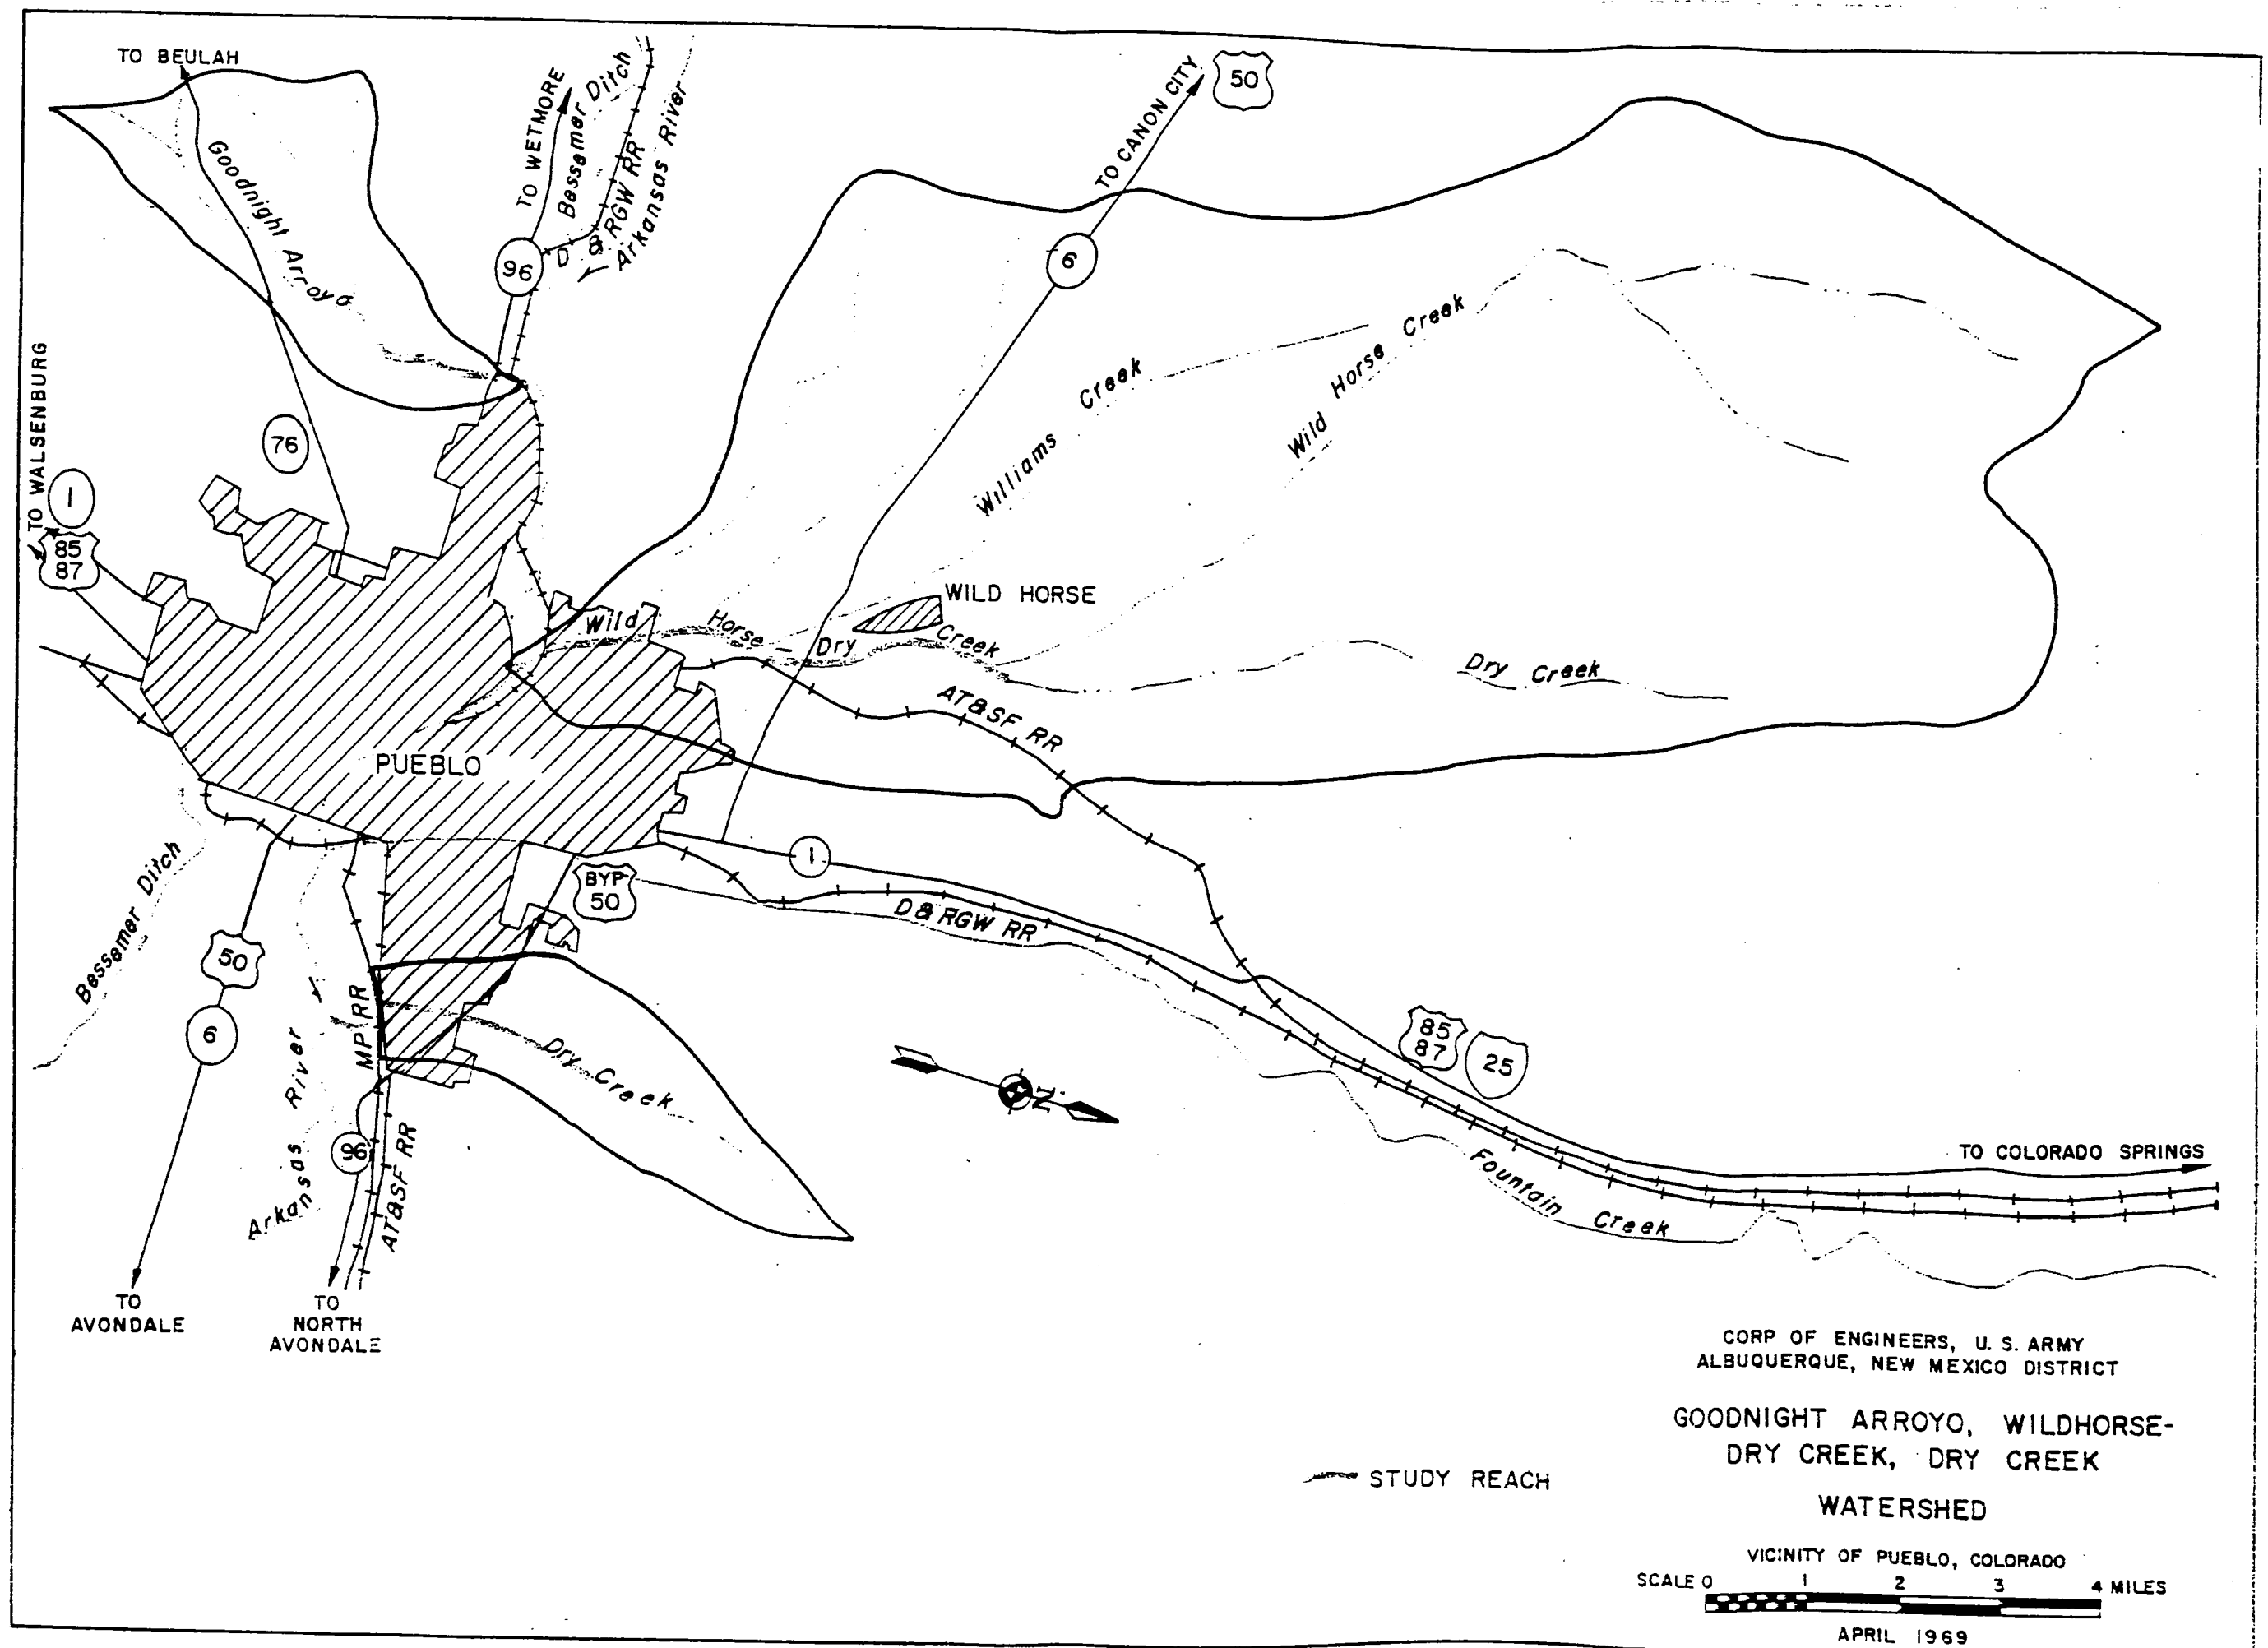 TO BEULAH
Goodnight Arroyo
TO WETMORE
Bessemer Ditch
D & RGW RR
Arkansas River
96
TO CANON CITY
50
6
TO WALSENBURG
1
85
87
76
Williams Creek
Wild Horse Creek
WILD HORSE
Wild Horse - Dry Creek
Dry Creek
AT&SF RR
PUEBLO
1
BYP
50
D & RGW RR
Bessemer Ditch
50
6
MP RR
Arkansas River
96
AT&SF RR
Dry Creek
N.
85
87
25
Fountain Creek
TO COLORADO SPRINGS
TO
AVONDALE
TO
NORTH
AVONDALE
CORP OF ENGINEERS, U. S. ARMY
ALBUQUERQUE, NEW MEXICO DISTRICT
GOODNIGHT ARROYO, WILDHORSE-
DRY CREEK, DRY CREEK
WATERSHED
STUDY REACH
VICINITY OF PUEBLO, COLORADO
SCALE 0 1 2 3 4 MILES
APRIL 1969